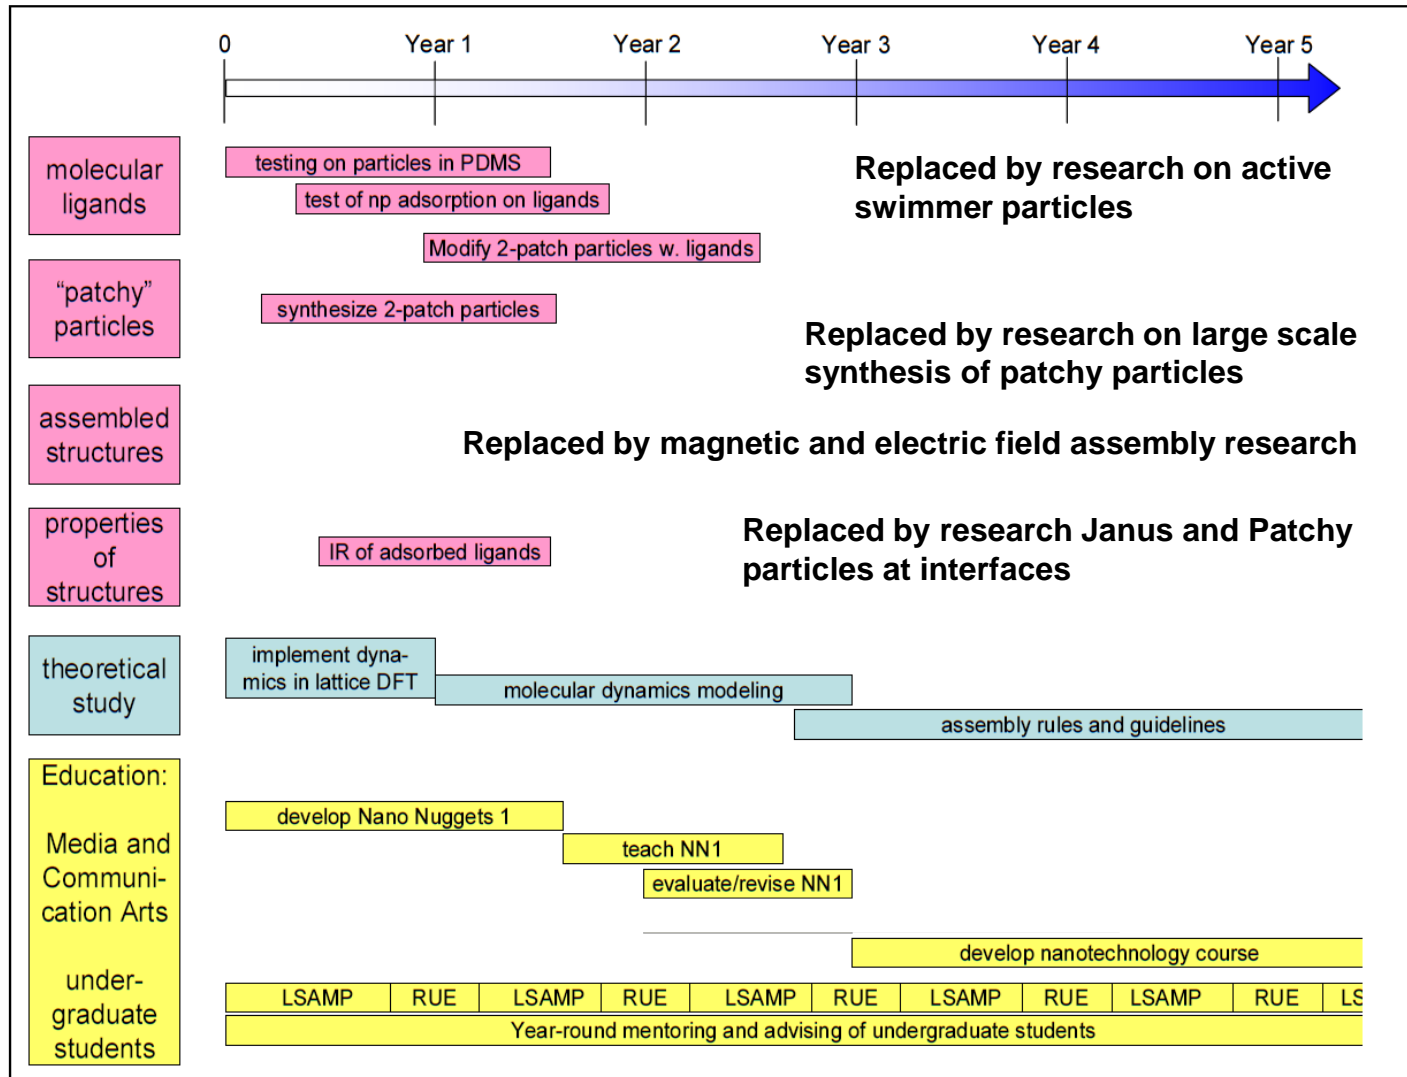 0
Year 1
Year 2
Year 3
Year 4
Year 5
molecular
ligands
testing on particles in PDMS
test of np adsorption on ligands
Modify 2-patch particles w. ligands
Replaced by research on active
swimmer particles
“patchy”
particles
synthesize 2-patch particles
Replaced by research on large scale
synthesis of patchy particles
assembled
structures
Replaced by magnetic and electric field assembly research
properties
of
structures
IR of adsorbed ligands
Replaced by research Janus and Patchy
particles at interfaces
theoretical
study
implement dyna-
mics in lattice DFT
molecular dynamics modeling
assembly rules and guidelines
Education:
Media and
Communi-
cation Arts
under-
graduate
students
develop Nano Nuggets 1
teach NN1
evaluate/revise NN1
develop nanotechnology course
LSAMP
RUE
LSAMP
RUE
LSAMP
RUE
LSAMP
RUE
LSAMP
RUE
LS
Year-round mentoring and advising of undergraduate students